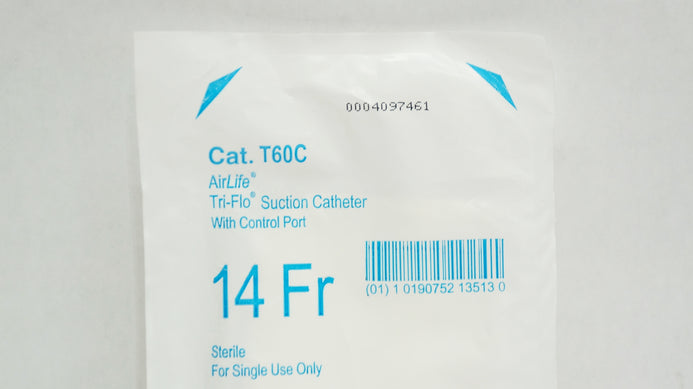 0004097461
Cat. T60C
AirLife®
Tri-Flo® Suction Catheter
With Control Port
14 Fr
(01) 1 0190752 13513 0
Sterile
For Single Use Only